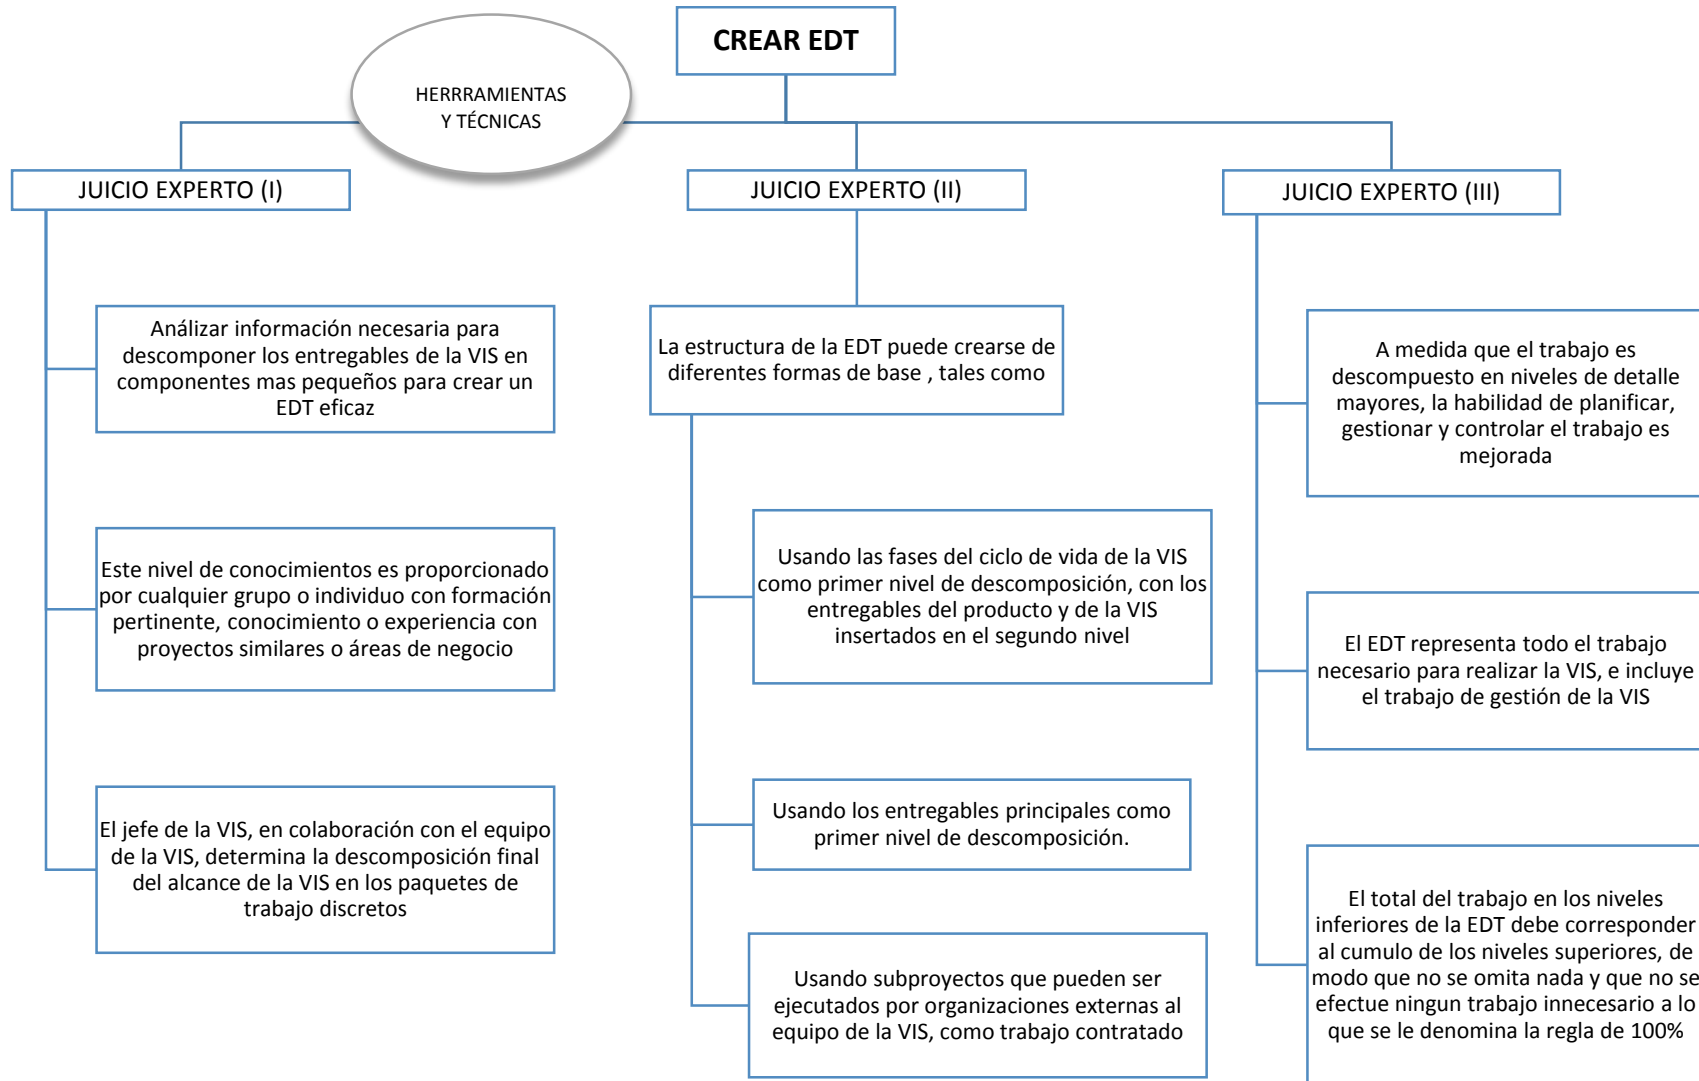 CREAR EDT
HERRRAMIENTAS
Y TÉCNICAS
JUICIO EXPERTO (I)
Análizar información necesaria para
descomponer los entregables de la VIS en
componentes mas pequeños para crear un
EDT eficaz
Este nivel de conocimientos es proporcionado
por cualquier grupo o individuo con formación
pertinente, conocimiento o experiencia con
proyectos similares o áreas de negocio
El jefe de la VIS, en colaboración con el equipo
de la VIS, determina la descomposición final
del alcance de la VIS en los paquetes de
trabajo discretos
JUICIO EXPERTO (II)
La estructura de la EDT puede crearse de
diferentes formas de base , tales como
Usando las fases del ciclo de vida de la VIS
como primer nivel de descomposición, con los
entregables del producto y de la VIS
insertados en el segundo nivel
Usando los entregables principales como
primer nivel de descomposición.
Usando subproyectos que pueden ser
ejecutados por organizaciones externas al
equipo de la VIS, como trabajo contratado
JUICIO EXPERTO (III)
A medida que el trabajo es
descompuesto en niveles de detalle
mayores, la habilidad de planificar,
gestionar y controlar el trabajo es
mejorada
El EDT representa todo el trabajo
necesario para realizar la VIS, e incluye
el trabajo de gestión de la VIS
El total del trabajo en los niveles
inferiores de la EDT debe corresponder
al cumulo de los niveles superiores, de
modo que no se omita nada y que no se
efectue ningun trabajo innecesario a lo
que se le denomina la regla de 100%